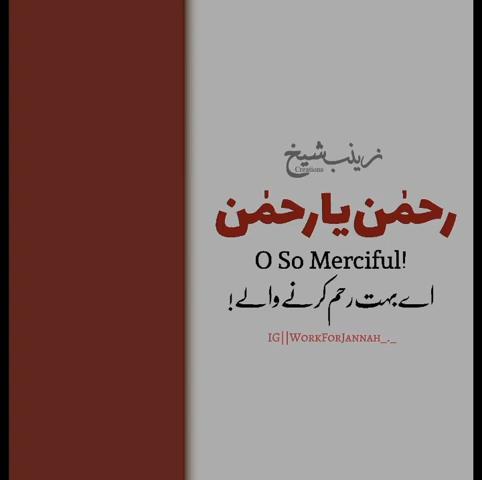 زینب شیخ
Creations
رحمٰن یا رحمٰن
O So Merciful!
اے بہت رحم کرنے والے!
IG||WorkForJannah_._